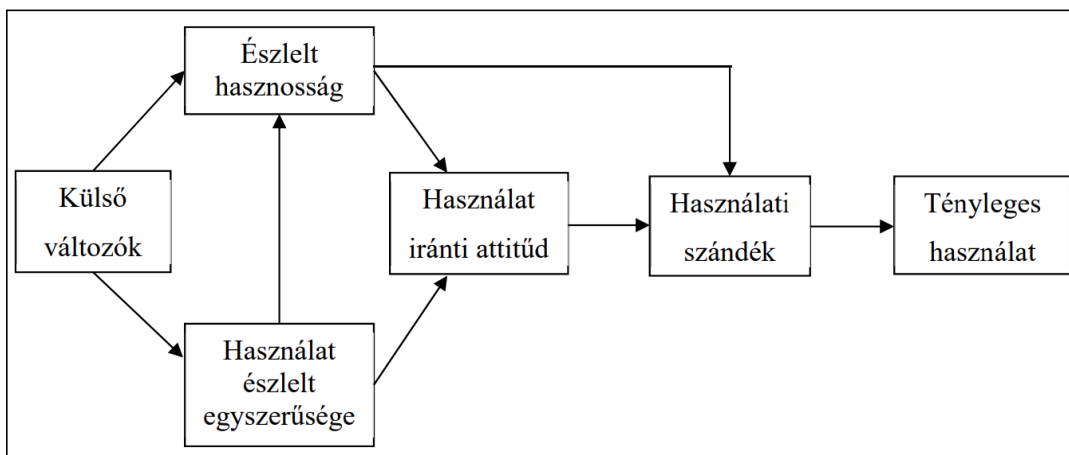 Észlelt
hasznosság
Külső
változók
Használat
észlelt
egyszerűsége
Használat
iránti attitűd
Használati
szándék
Tényleges
használat